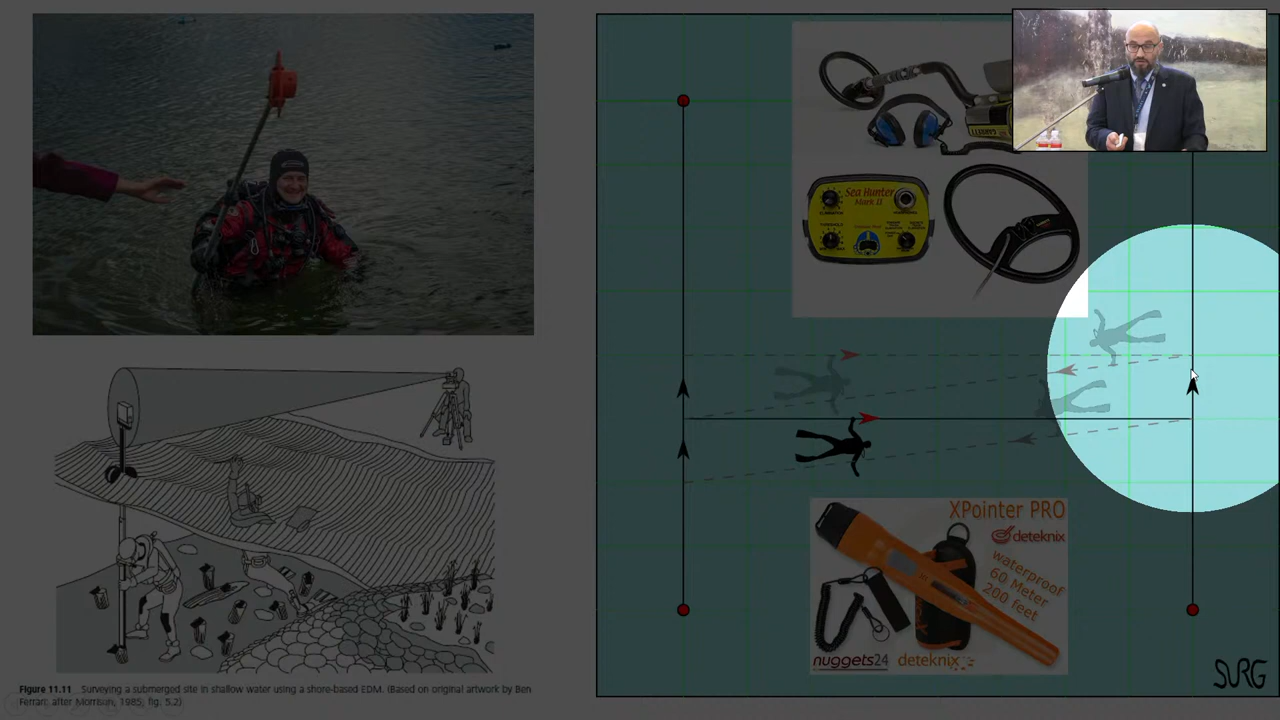 GARRETT
Sea Hunter
Mark II
THRESHOLD
XPointer PRO
deteknix
waterproof
60 Meter
200 feet
nuggets24
deteknix
SURG
Figure 11.11 Surveying a submerged site in shallow water using a shore-based EDM. (Based on original artwork by Ben
Ferrari; after Morrison, 1985; fig. 5.2)